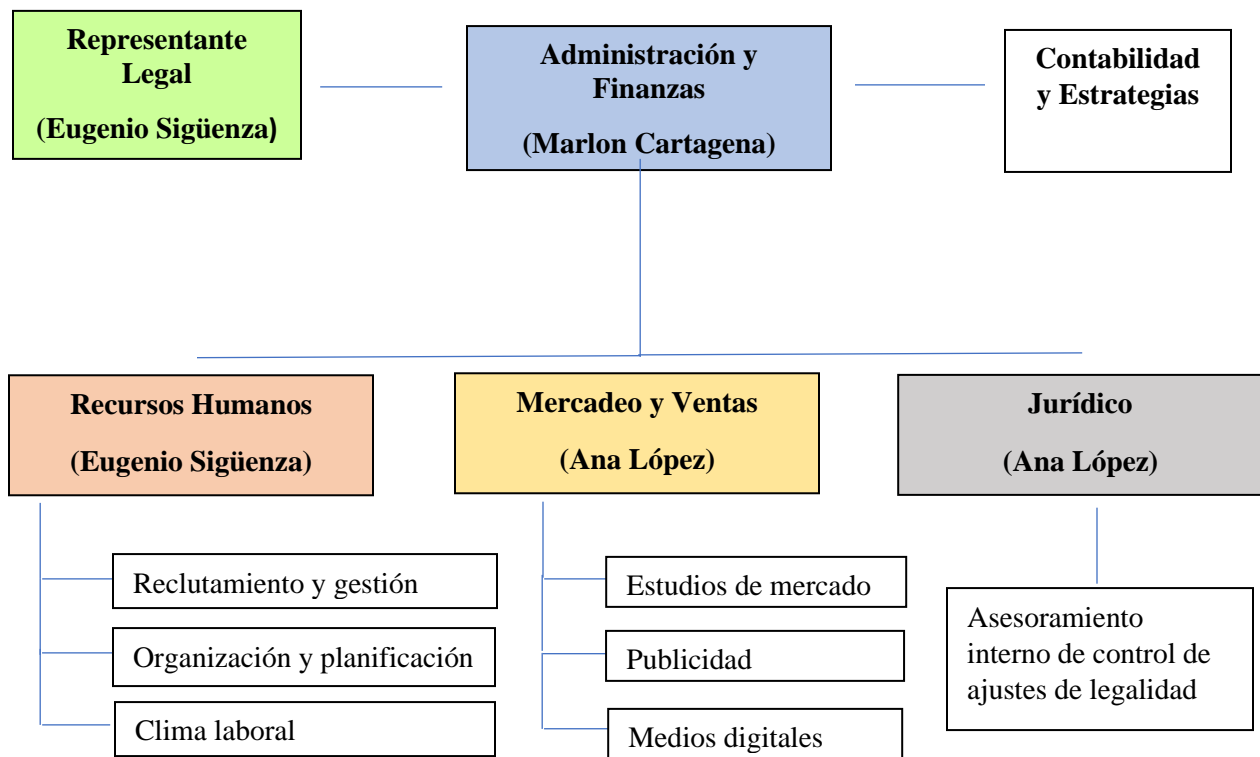 Representante
Legal
(Eugenio Sigüenza)
Administración y
Finanzas
(Marlon Cartagena)
Contabilidad
y Estrategias
Recursos Humanos
(Eugenio Sigüenza)
Mercadeo y Ventas
(Ana López)
Jurídico
(Ana López)
Reclutamiento y gestión
Organización y planificación
Clima laboral
Estudios de mercado
Publicidad
Medios digitales
Asesoramiento
interno de control de
ajustes de legalidad